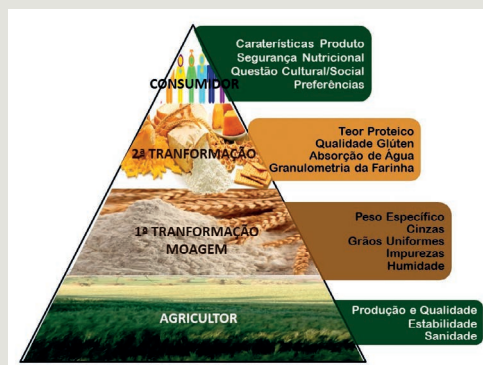 Caraterísticas Produto
Segurança Nutricional
Questão Cultural/Social
Preferências
CONSUMIDOR
Teor Proteico
Qualidade Glúten
Absorção de Água
Granulometria da Farinha
2ª TRANFORMAÇÃO
Peso Específico
Cinzas
Grãos Uniformes
Impurezas
Humidade
1ª TRANFORMAÇÃO
MOAGEM
Produção e Qualidade
Estabilidade
Sanidade
AGRICULTOR